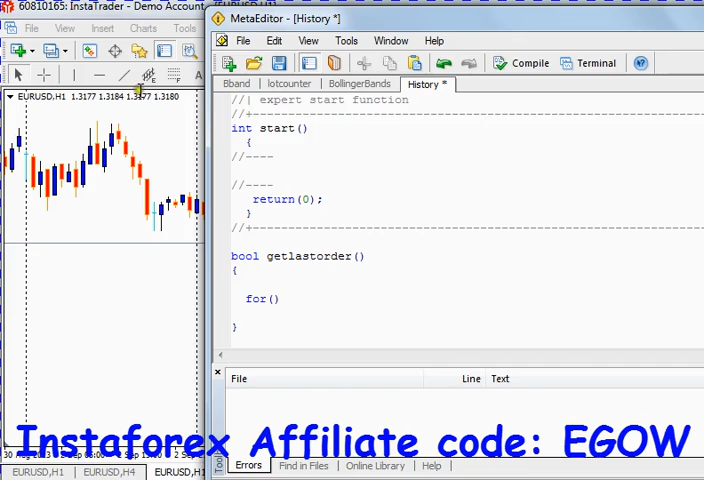 60810165: InstaTrader - Demo Account
File View Insert Charts Tools
EURUSD,H1 1.3177 1.3184 1.3177 1.3180
MetaEditor - [History *]
File Edit View Tools Window Help
Compile Terminal
Bband lotcounter BollingerBands History *
//| expert start function
//+
int start()
{
//----
//----
return(0);
}
//+
bool getlastorder()
{
for()
}
File Line Text
Instaforex Affiliate code: EGOW
EURUSD,H1 EURUSD,H4 EURUSD,H1
Errors Find in Files Online Library Help